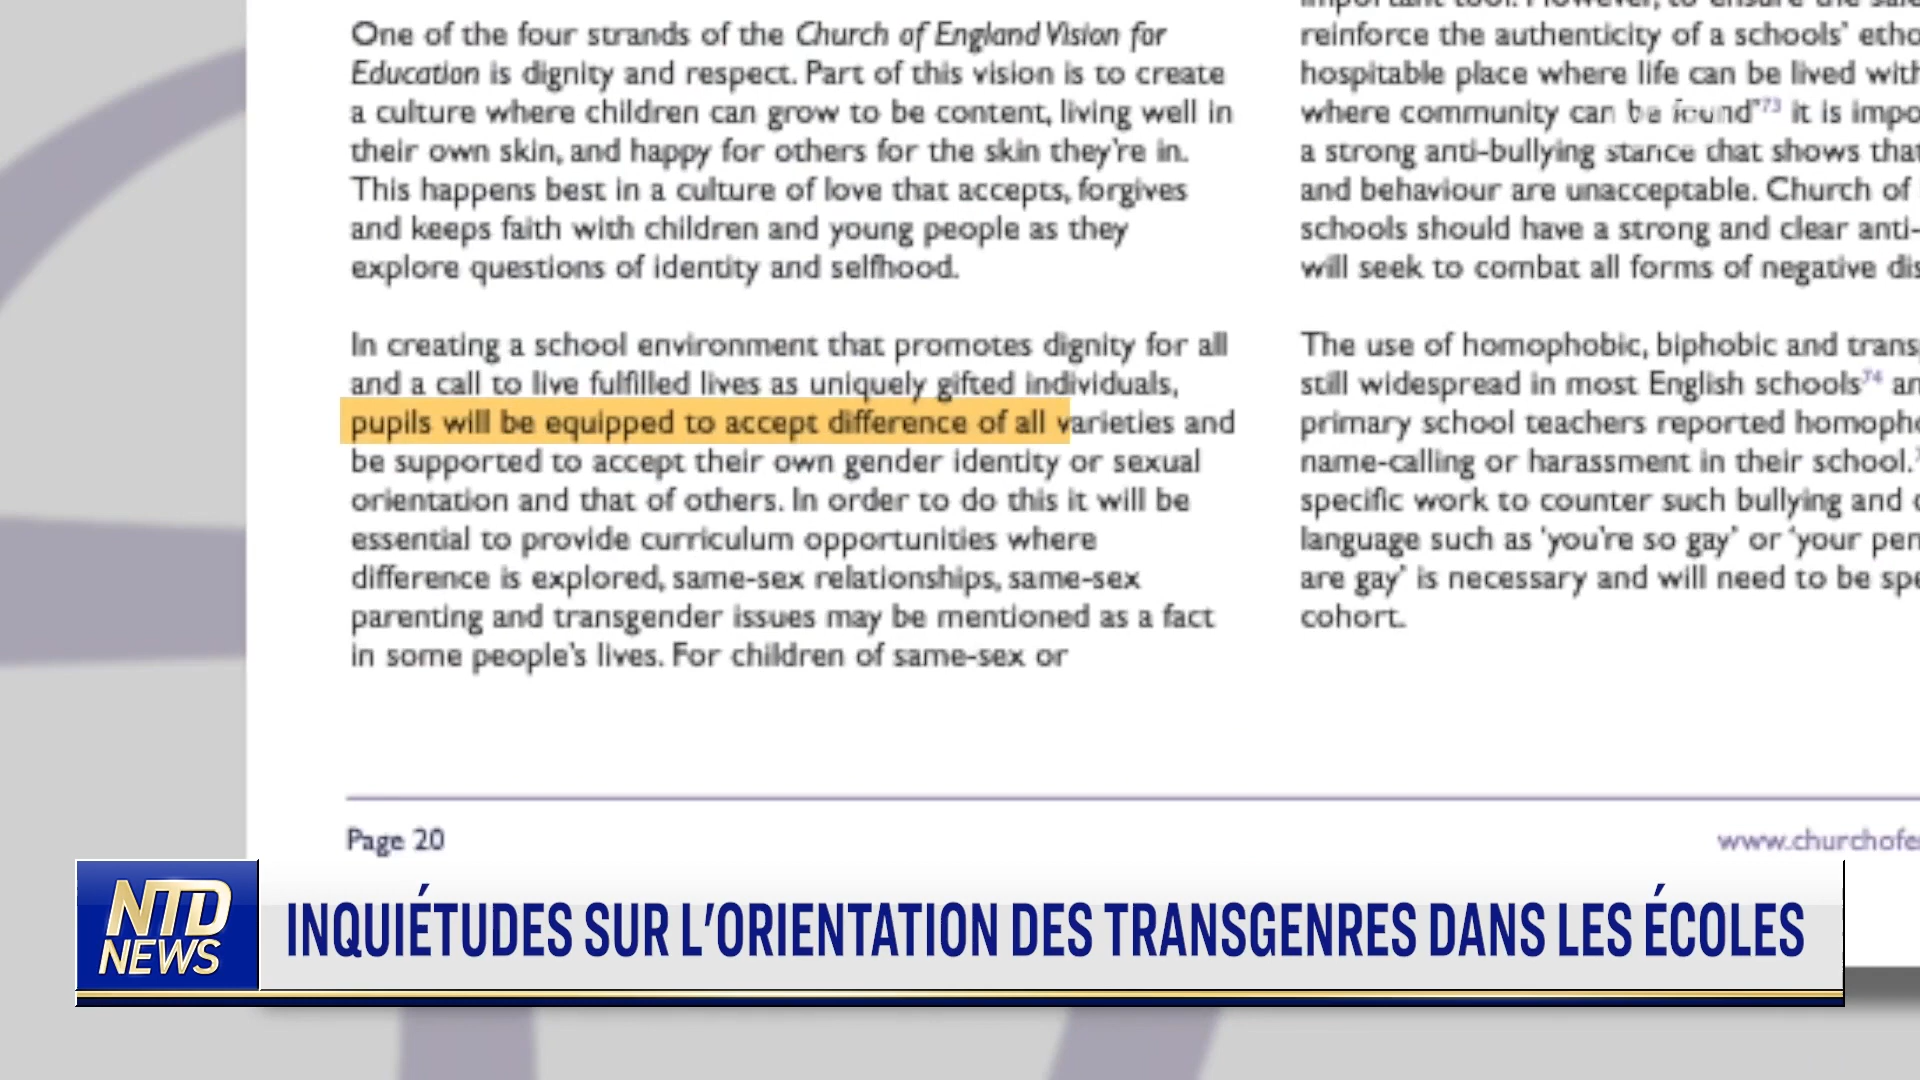 One of the four strands of the Church of England Vision for
Education is dignity and respect. Part of this vision is to create
a culture where children can grow to be content, living well in
their own skin, and happy for others for the skin they're in.
This happens best in a culture of love that accepts, forgives
and keeps faith with children and young people as they
explore questions of identity and selfhood.
In creating a school environment that promotes dignity for all
and a call to live fulfilled lives as uniquely gifted individuals,
pupils will be equipped to accept difference of all varieties and
be supported to accept their own gender identity or sexual
orientation and that of others. In order to do this it will be
essential to provide curriculum opportunities where
difference is explored, same-sex relationships, same-sex
parenting and transgender issues may be mentioned as a fact
in some people's lives. For children of same-sex or
reinforce the authenticity of a schools' etho
hospitable place where life can be lived with
where community can be found"73 it is impo
a strong anti-bullying stance that shows that
and behaviour are unacceptable. Church of
schools should have a strong and clear anti-
will seek to combat all forms of negative dis
The use of homophobic, biphobic and trans
still widespread in most English schools74 an
primary school teachers reported homopho
name-calling or harassment in their school.
specific work to counter such bullying and
language such as 'you're so gay' or 'your pen
are gay' is necessary and will need to be spe
cohort.
Page 20
www.churchofe
NTD
NEWS
INQUIÉTUDES SUR L'ORIENTATION DES TRANSGENRES DANS LES ÉCOLES